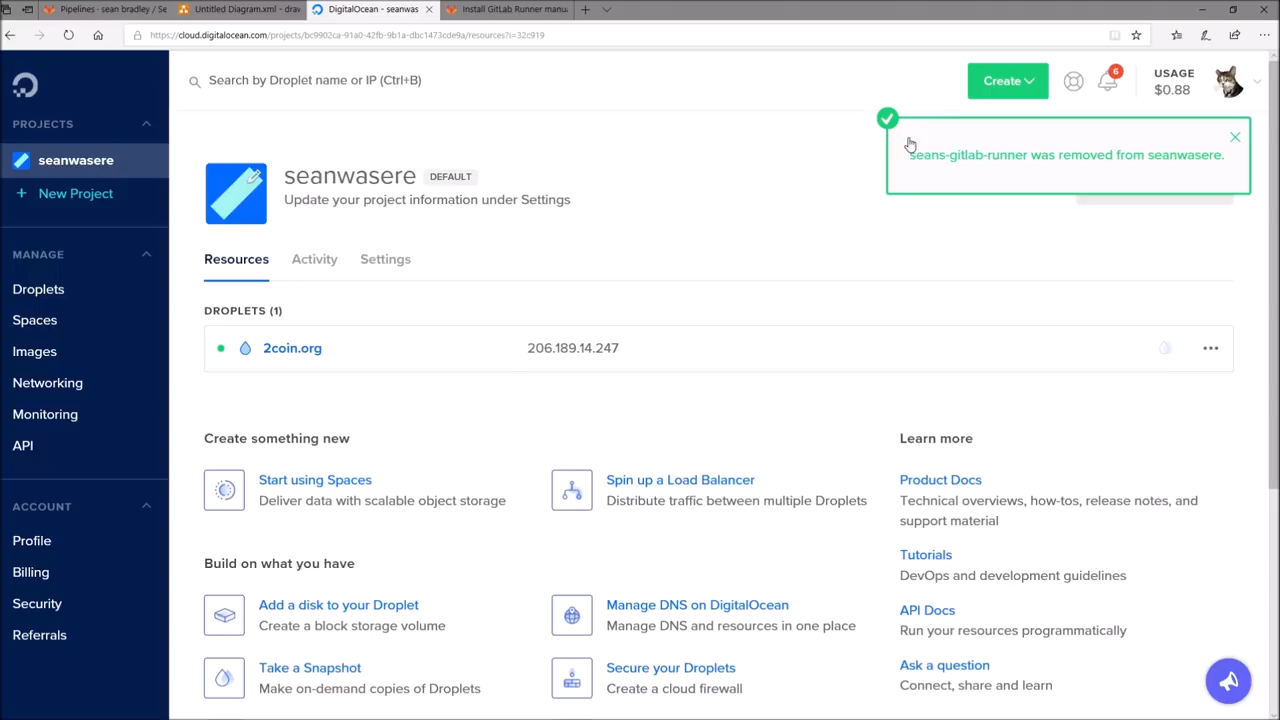 Pipelines - sean bradley / Se
Untitled Diagram.xml - draw
DigitalOcean - seanwas
Install GitLab Runner manu
https://cloud.digitalocean.com/projects/bc9902ca-91a0-42fb-9b1a-dbc1473cde9a/resources?i=32c919
Search by Droplet name or IP (Ctrl+B)
Create
6
USAGE
$0.88
PROJECTS
seanwasere
+ New Project
MANAGE
Droplets
Spaces
Images
Networking
Monitoring
API
ACCOUNT
Profile
Billing
Security
Referrals
seans-gitlab-runner was removed from seanwasere.
seanwasere DEFAULT
Update your project information under Settings
Resources Activity Settings
DROPLETS (1)
2coin.org 206.189.14.247
Create something new
Start using Spaces
Deliver data with scalable object storage
Spin up a Load Balancer
Distribute traffic between multiple Droplets
Build on what you have
Add a disk to your Droplet
Create a block storage volume
Manage DNS on DigitalOcean
Manage DNS and resources in one place
Take a Snapshot
Make on-demand copies of Droplets
Secure your Droplets
Create a cloud firewall
Learn more
Product Docs
Technical overviews, how-tos, release notes, and
support material
Tutorials
DevOps and development guidelines
API Docs
Run your resources programmatically
Ask a question
Connect, share and learn